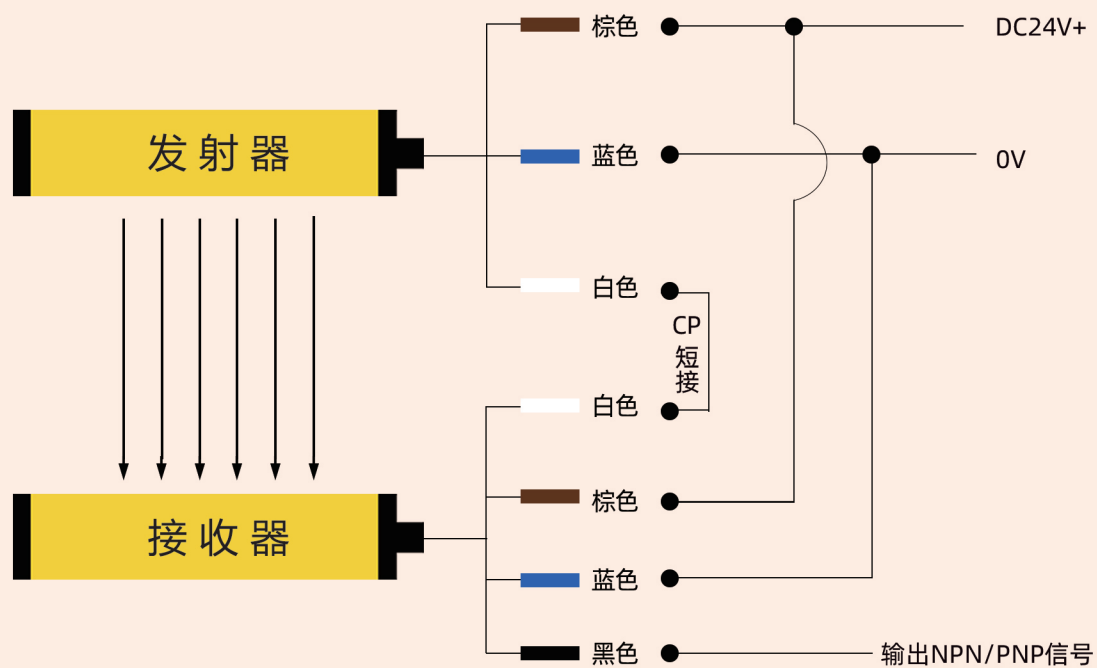 棕色
DC24V+
发射器
蓝色
0V
白色
CP
短
接
白色
棕色
接收器
蓝色
黑色
输出NPN/PNP信号